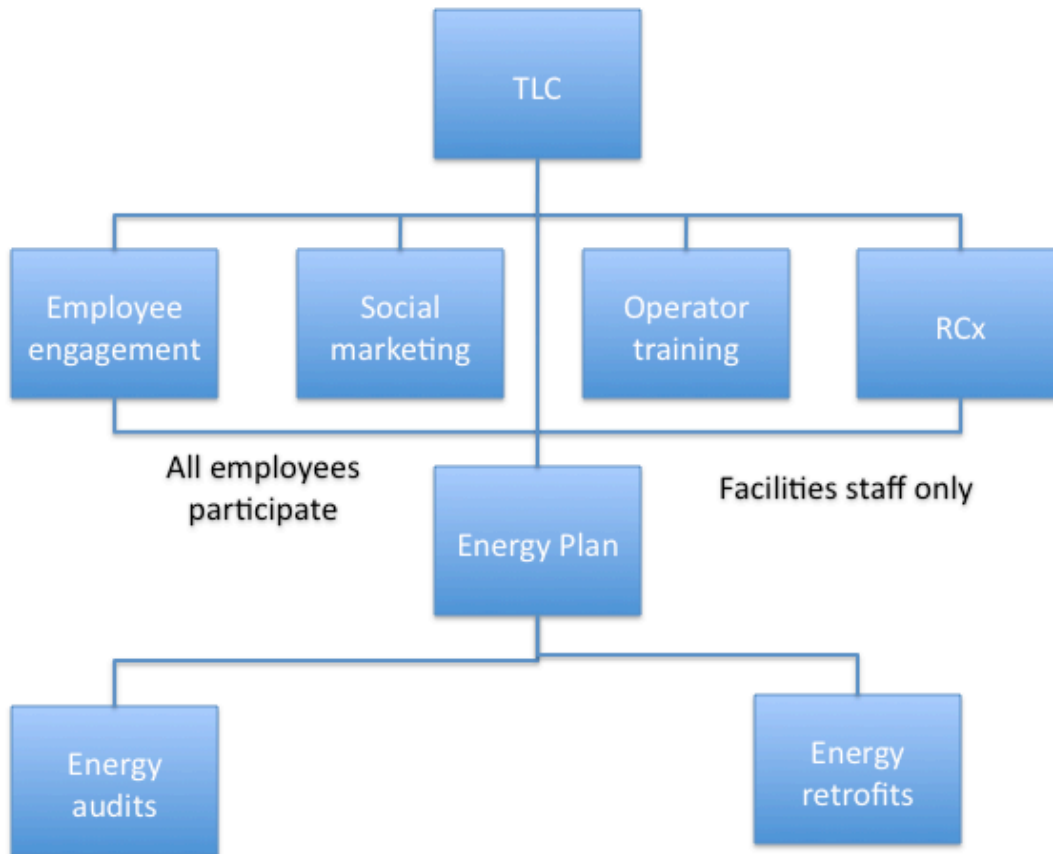 TLC
Employee
engagement
Social
marketing
Operator
training
RCx
All employees
participate
Facilities staff only
Energy Plan
Energy
audits
Energy
retrofits